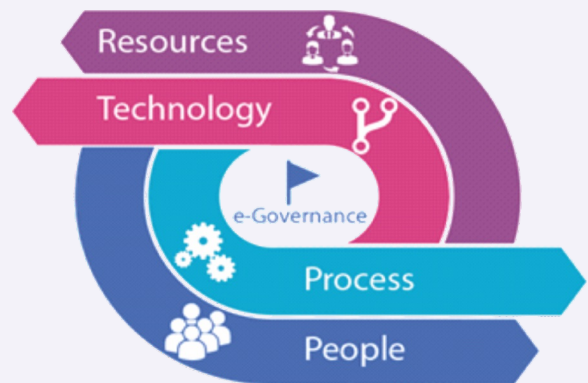 Resources
Technology
e-Governance
Process
People